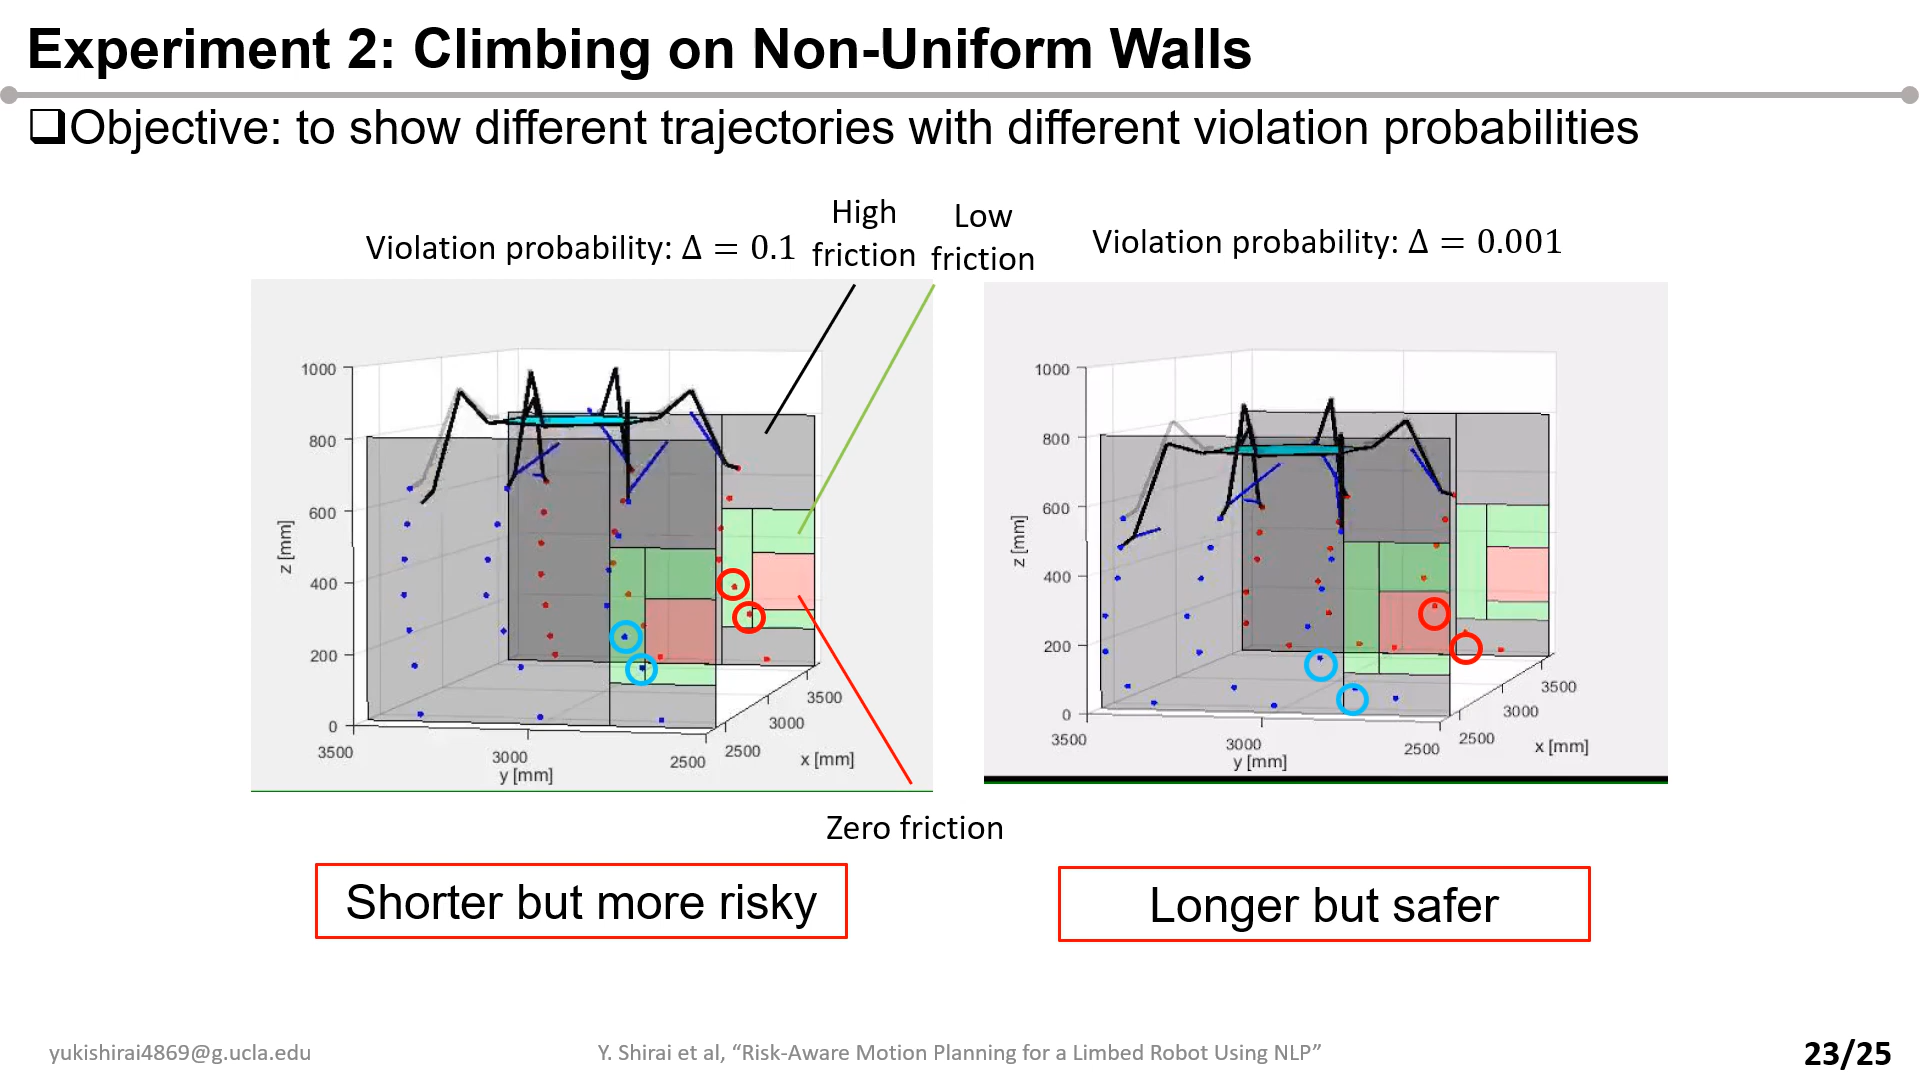 Experiment 2: Climbing on Non-Uniform Walls
❑Objective: to show different trajectories with different violation probabilities
High
friction
Low
friction
Violation probability: Δ = 0.1
Violation probability: Δ = 0.001
1000
800
600
400
200
0
z [mm]
3500
3000
2500
y [mm]
2500
3000
3500
x [mm]
1000
800
600
400
200
0
z [mm]
3500
3000
2500
y [mm]
2500
3000
3500
x [mm]
Zero friction
Shorter but more risky
Longer but safer
yukishirai4869@g.ucla.edu
Y. Shirai et al, “Risk-Aware Motion Planning for a Limbed Robot Using NLP”
23/25